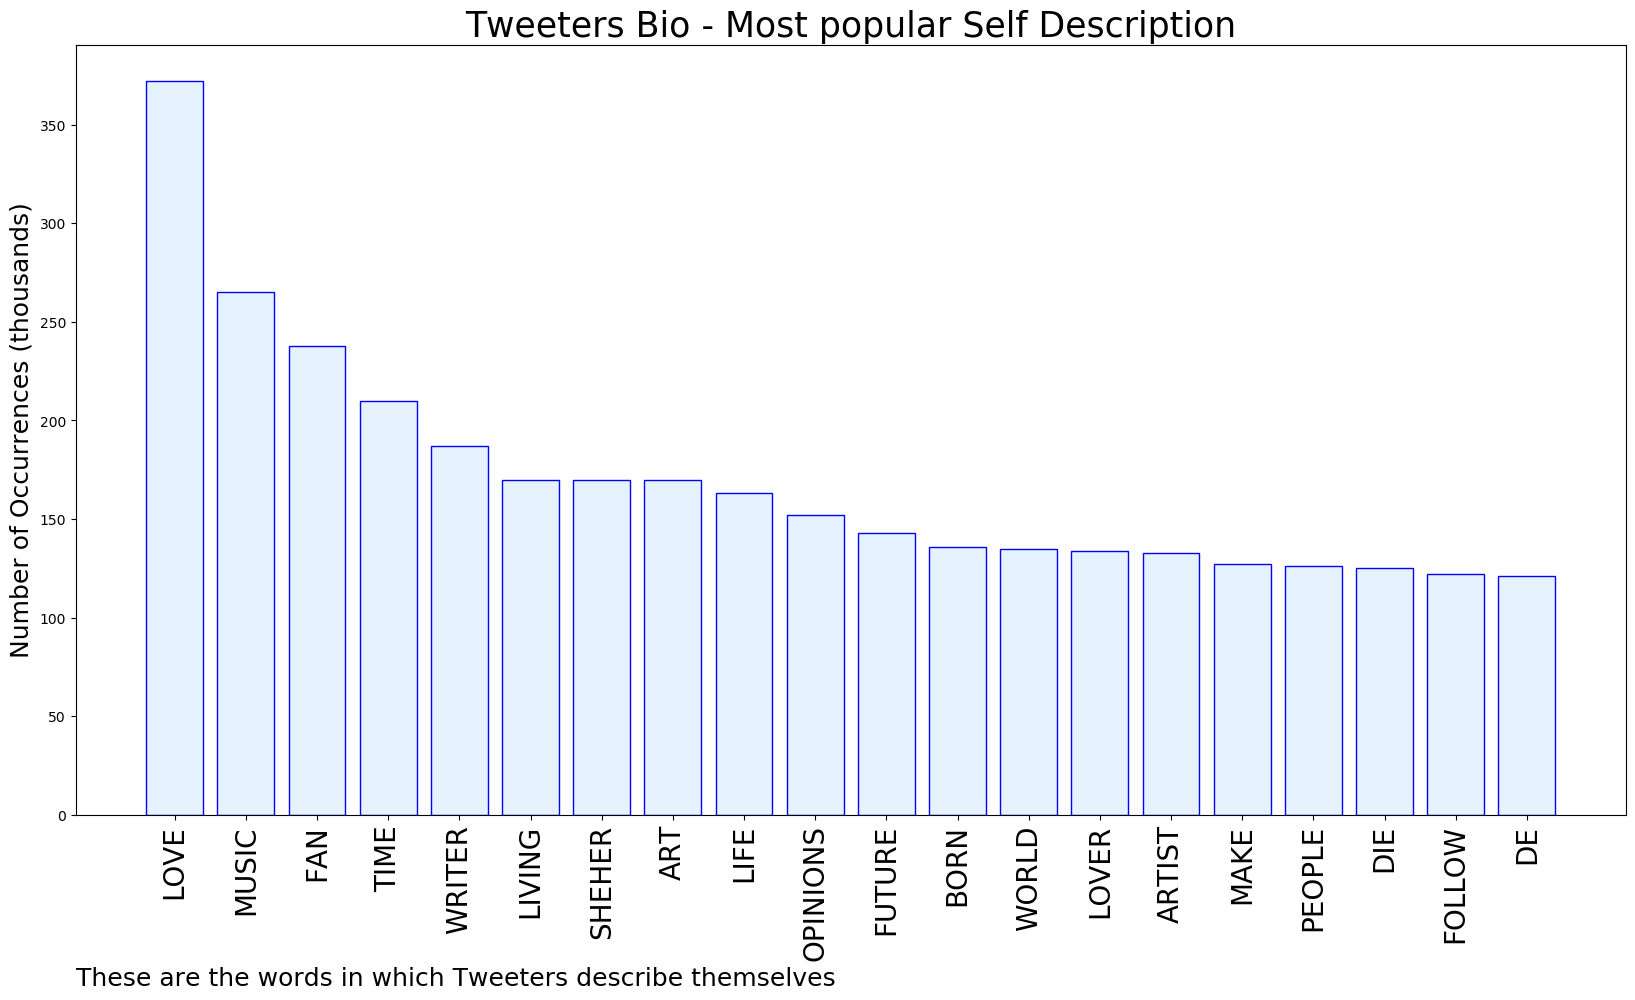 Tweeters Bio - Most popular Self Description
Number of Occurrences (thousands)
350
300
250
200
150
100
50
0
LOVE
MUSIC
FAN
TIME
WRITER
LIVING
SHEHER
ART
LIFE
OPINIONS
FUTURE
BORN
WORLD
LOVER
ARTIST
MAKE
PEOPLE
DIE
FOLLOW
DE
These are the words in which Tweeters describe themselves